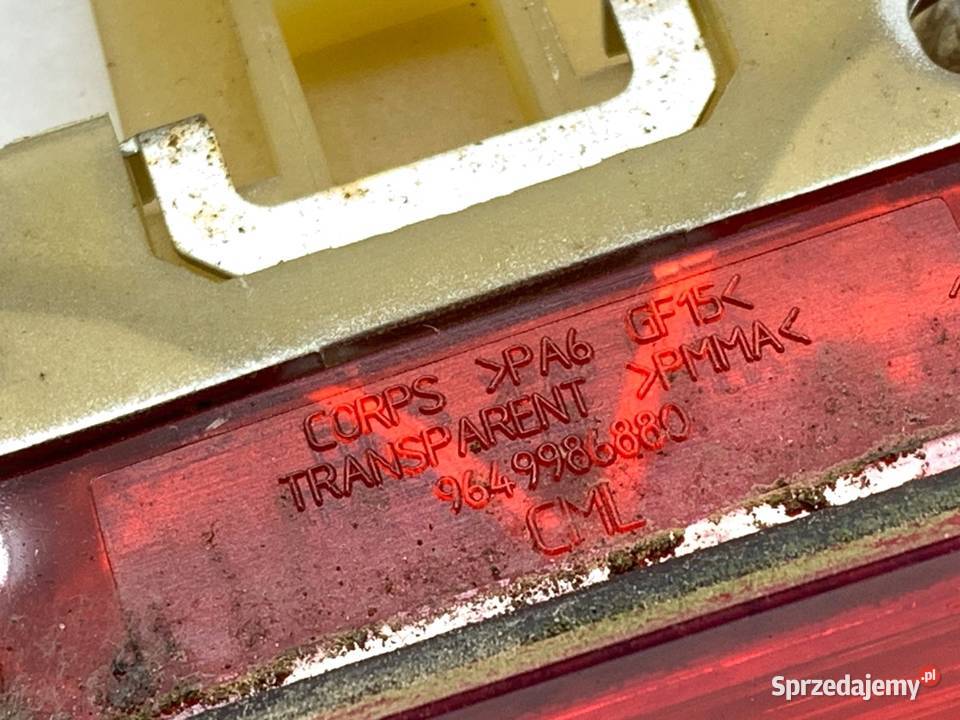 CORPS >PA6 GF15<
TRANSPARENT >PMMA<
9649986880
CML
Sprzedajemy.pl